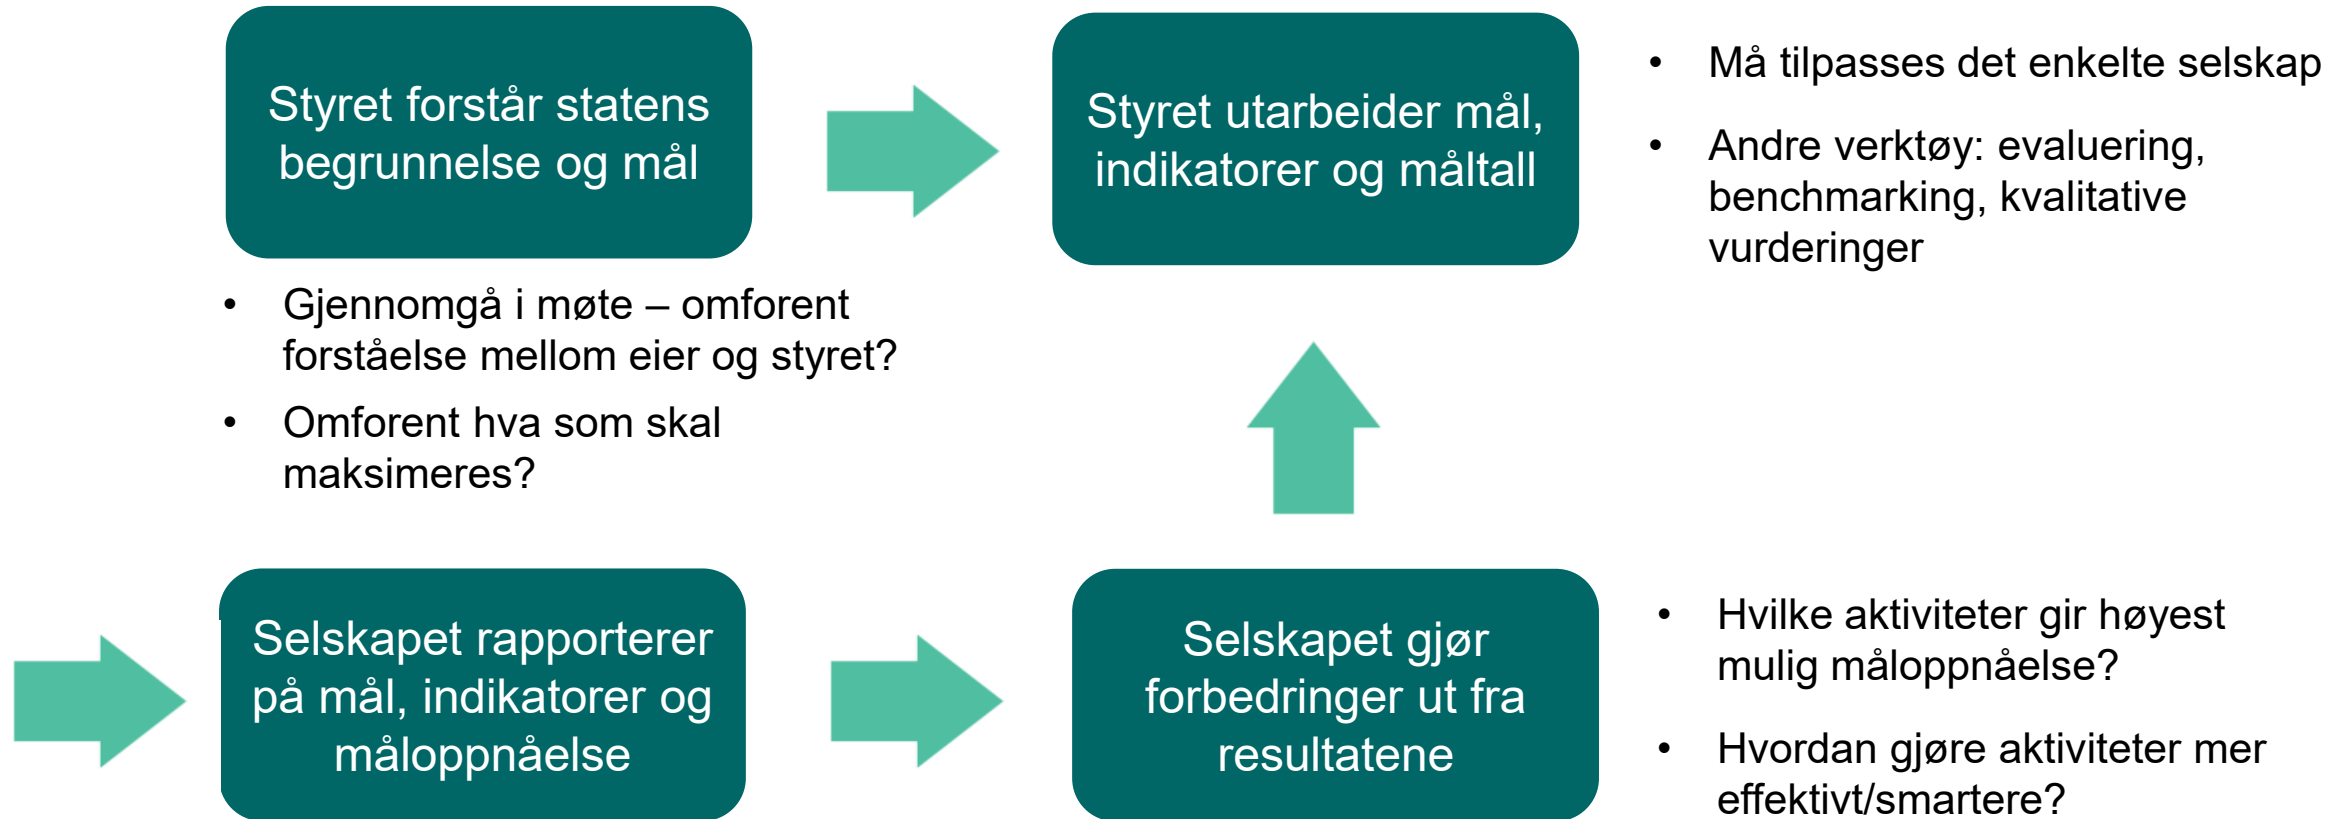 Styret forstår statens
begrunnelse og mål
• Gjennomgå i møte – omforent
forståelse mellom eier og styret?
• Omforent hva som skal
maksimeres?
Styret utarbeider mål,
indikatorer og måltall
• Må tilpasses det enkelte selskap
• Andre verktøy: evaluering,
benchmarking, kvalitative
vurderinger
Selskapet rapporterer
på mål, indikatorer og
måloppnåelse
Selskapet gjør
forbedringer ut fra
resultatene
• Hvilke aktiviteter gir høyest
mulig måloppnåelse?
• Hvordan gjøre aktiviteter mer
effektivt/smartere?